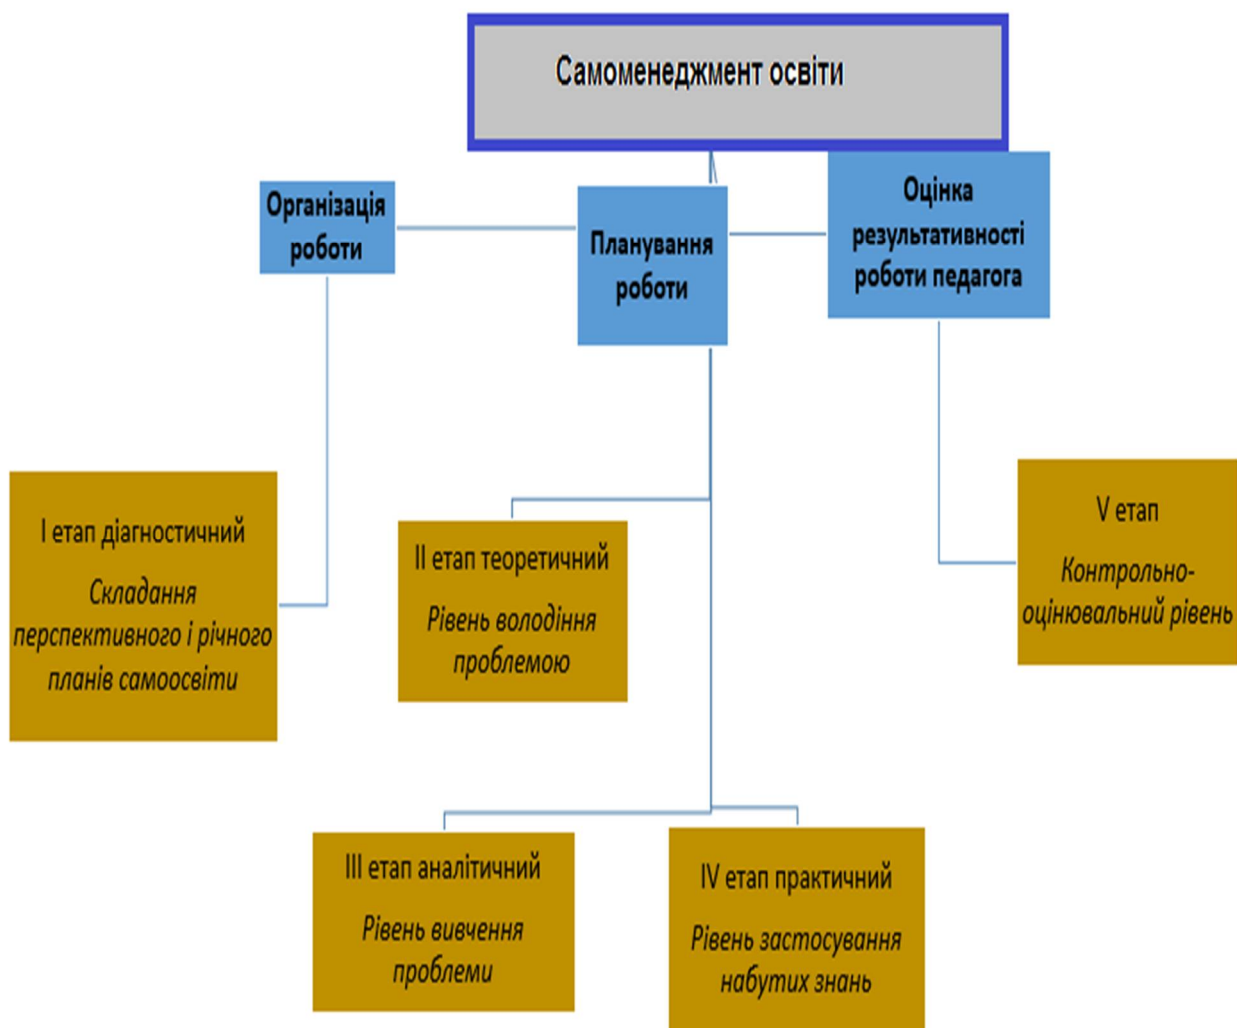 Самоменеджмент освіти
Організація
роботи
Планування
роботи
Оцінка
результативності
роботи педагога
І етап діагностичний
Складання
перспективного і річного
планів самоосвіти
ІІ етап теоретичний
Рівень володіння
проблемою
V етап
Контрольно-
оцінювальний рівень
ІІІ етап аналітичний
Рівень вивчення
проблеми
IV етап практичний
Рівень застосування
набутих знань